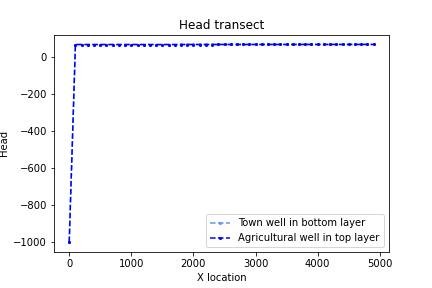 Head transect
Head
0
−200
−400
−600
−800
−1000
Town well in bottom layer
Agricultural well in top layer
0 1000 2000 3000 4000 5000
X location